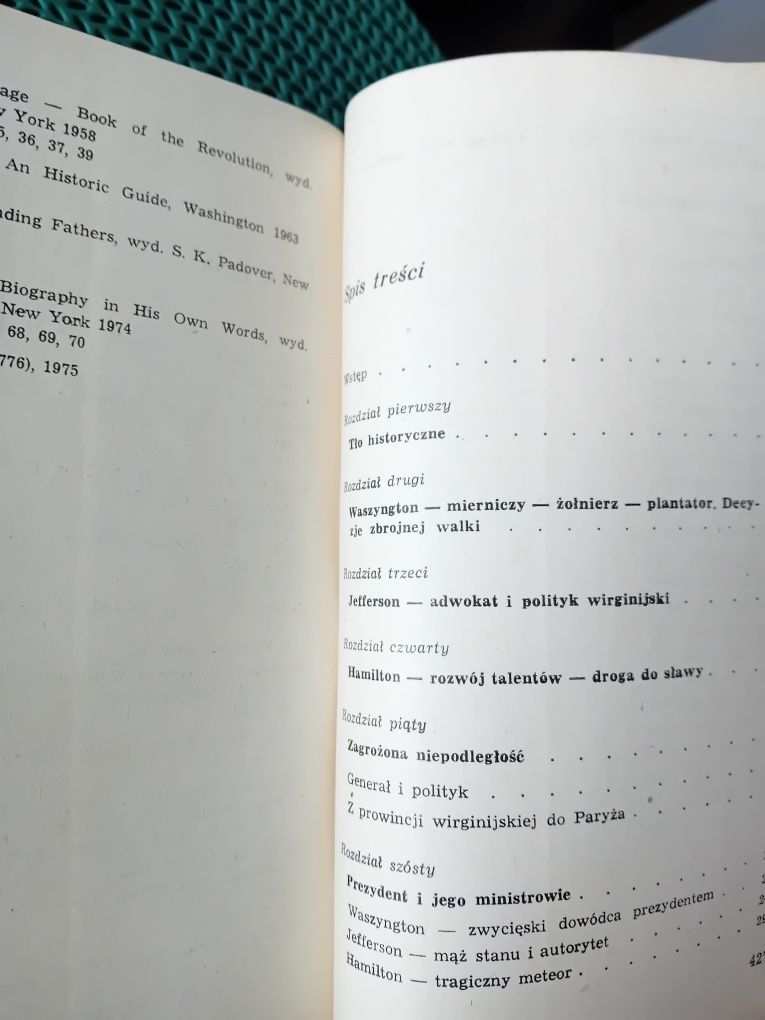 age — Book of the Revolution, wyd.
York 1958
5, 36, 37, 39
An Historic Guide, Washington 1963
ding Fathers, wyd. S. K. Padover, New
Biography in His Own Words, wyd.
New York 1974
68, 69, 70
776), 1975
Spis treści
Wstęp . . . . . . . . . . . .
Rozdział pierwszy
Tło historyczne . . . . . .
Rozdział drugi
Waszyngton — mierniczy — żołnierz — plantator. Decy-
zje zbrojnej walki . . . . . . .
Rozdział trzeci
Jefferson — adwokat i polityk wirginijski . . .
Rozdział czwarty
Hamilton — rozwój talentów — droga do sławy . . .
Rozdział piąty
Zagrożona niepodległość . . . . . .
Generał i polityk . . . . . . .
Z prowincji wirginijskiej do Paryża . . . . .
Rozdział szósty
Prezydent i jego ministrowie . . . . . . .
Waszyngton — zwycięski dowódca prezydentem . .
Jefferson — mąż stanu i autorytet . . . . .
Hamilton — tragiczny meteor . . . . . . 42